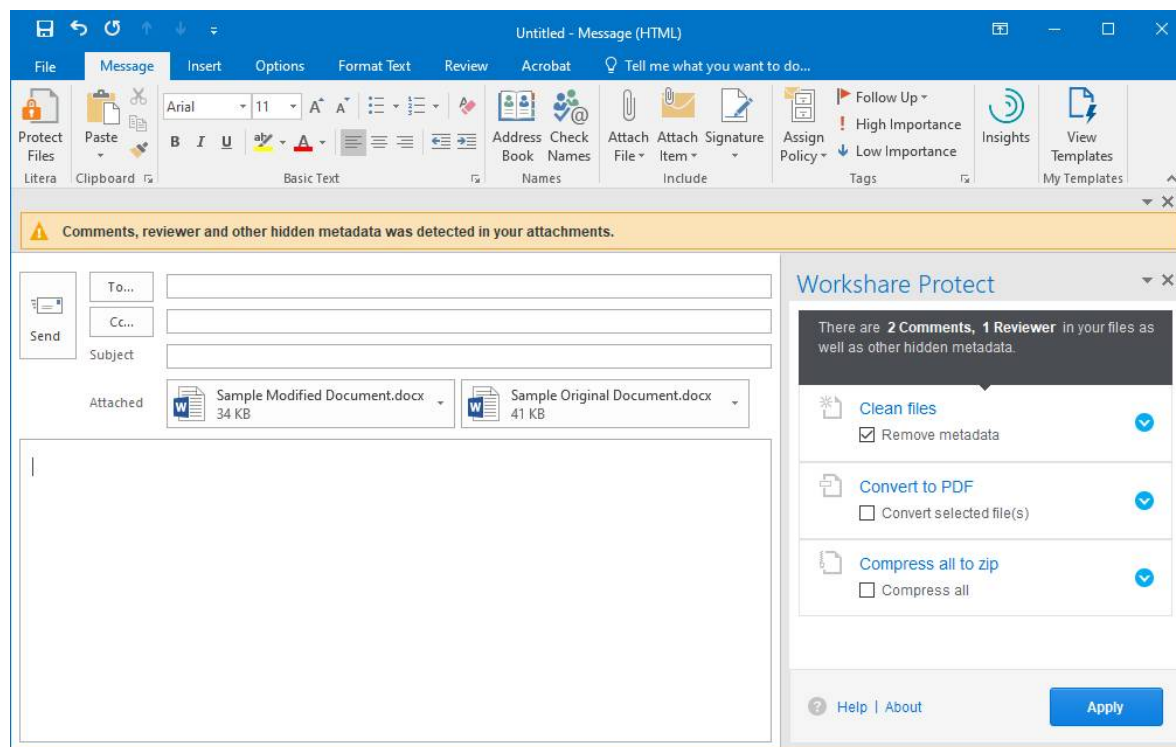 Untitled - Message (HTML)
File Message Insert Options Format Text Review Acrobat Tell me what you want to do...
Protect Files
Litera
Paste
Clipboard
Arial 11
B I U
Basic Text
Address Book
Check Names
Names
Attach File
Attach Item
Signature
Include
Assign Policy
Follow Up
High Importance
Low Importance
Tags
Insights
View Templates
My Templates
Comments, reviewer and other hidden metadata was detected in your attachments.
Send
To...
Cc...
Subject
Attached
Sample Modified Document.docx
34 KB
Sample Original Document.docx
41 KB
Workshare Protect
There are 2 Comments, 1 Reviewer in your files as
well as other hidden metadata.
Clean files
Remove metadata
Convert to PDF
Convert selected file(s)
Compress all to zip
Compress all
Help | About
Apply